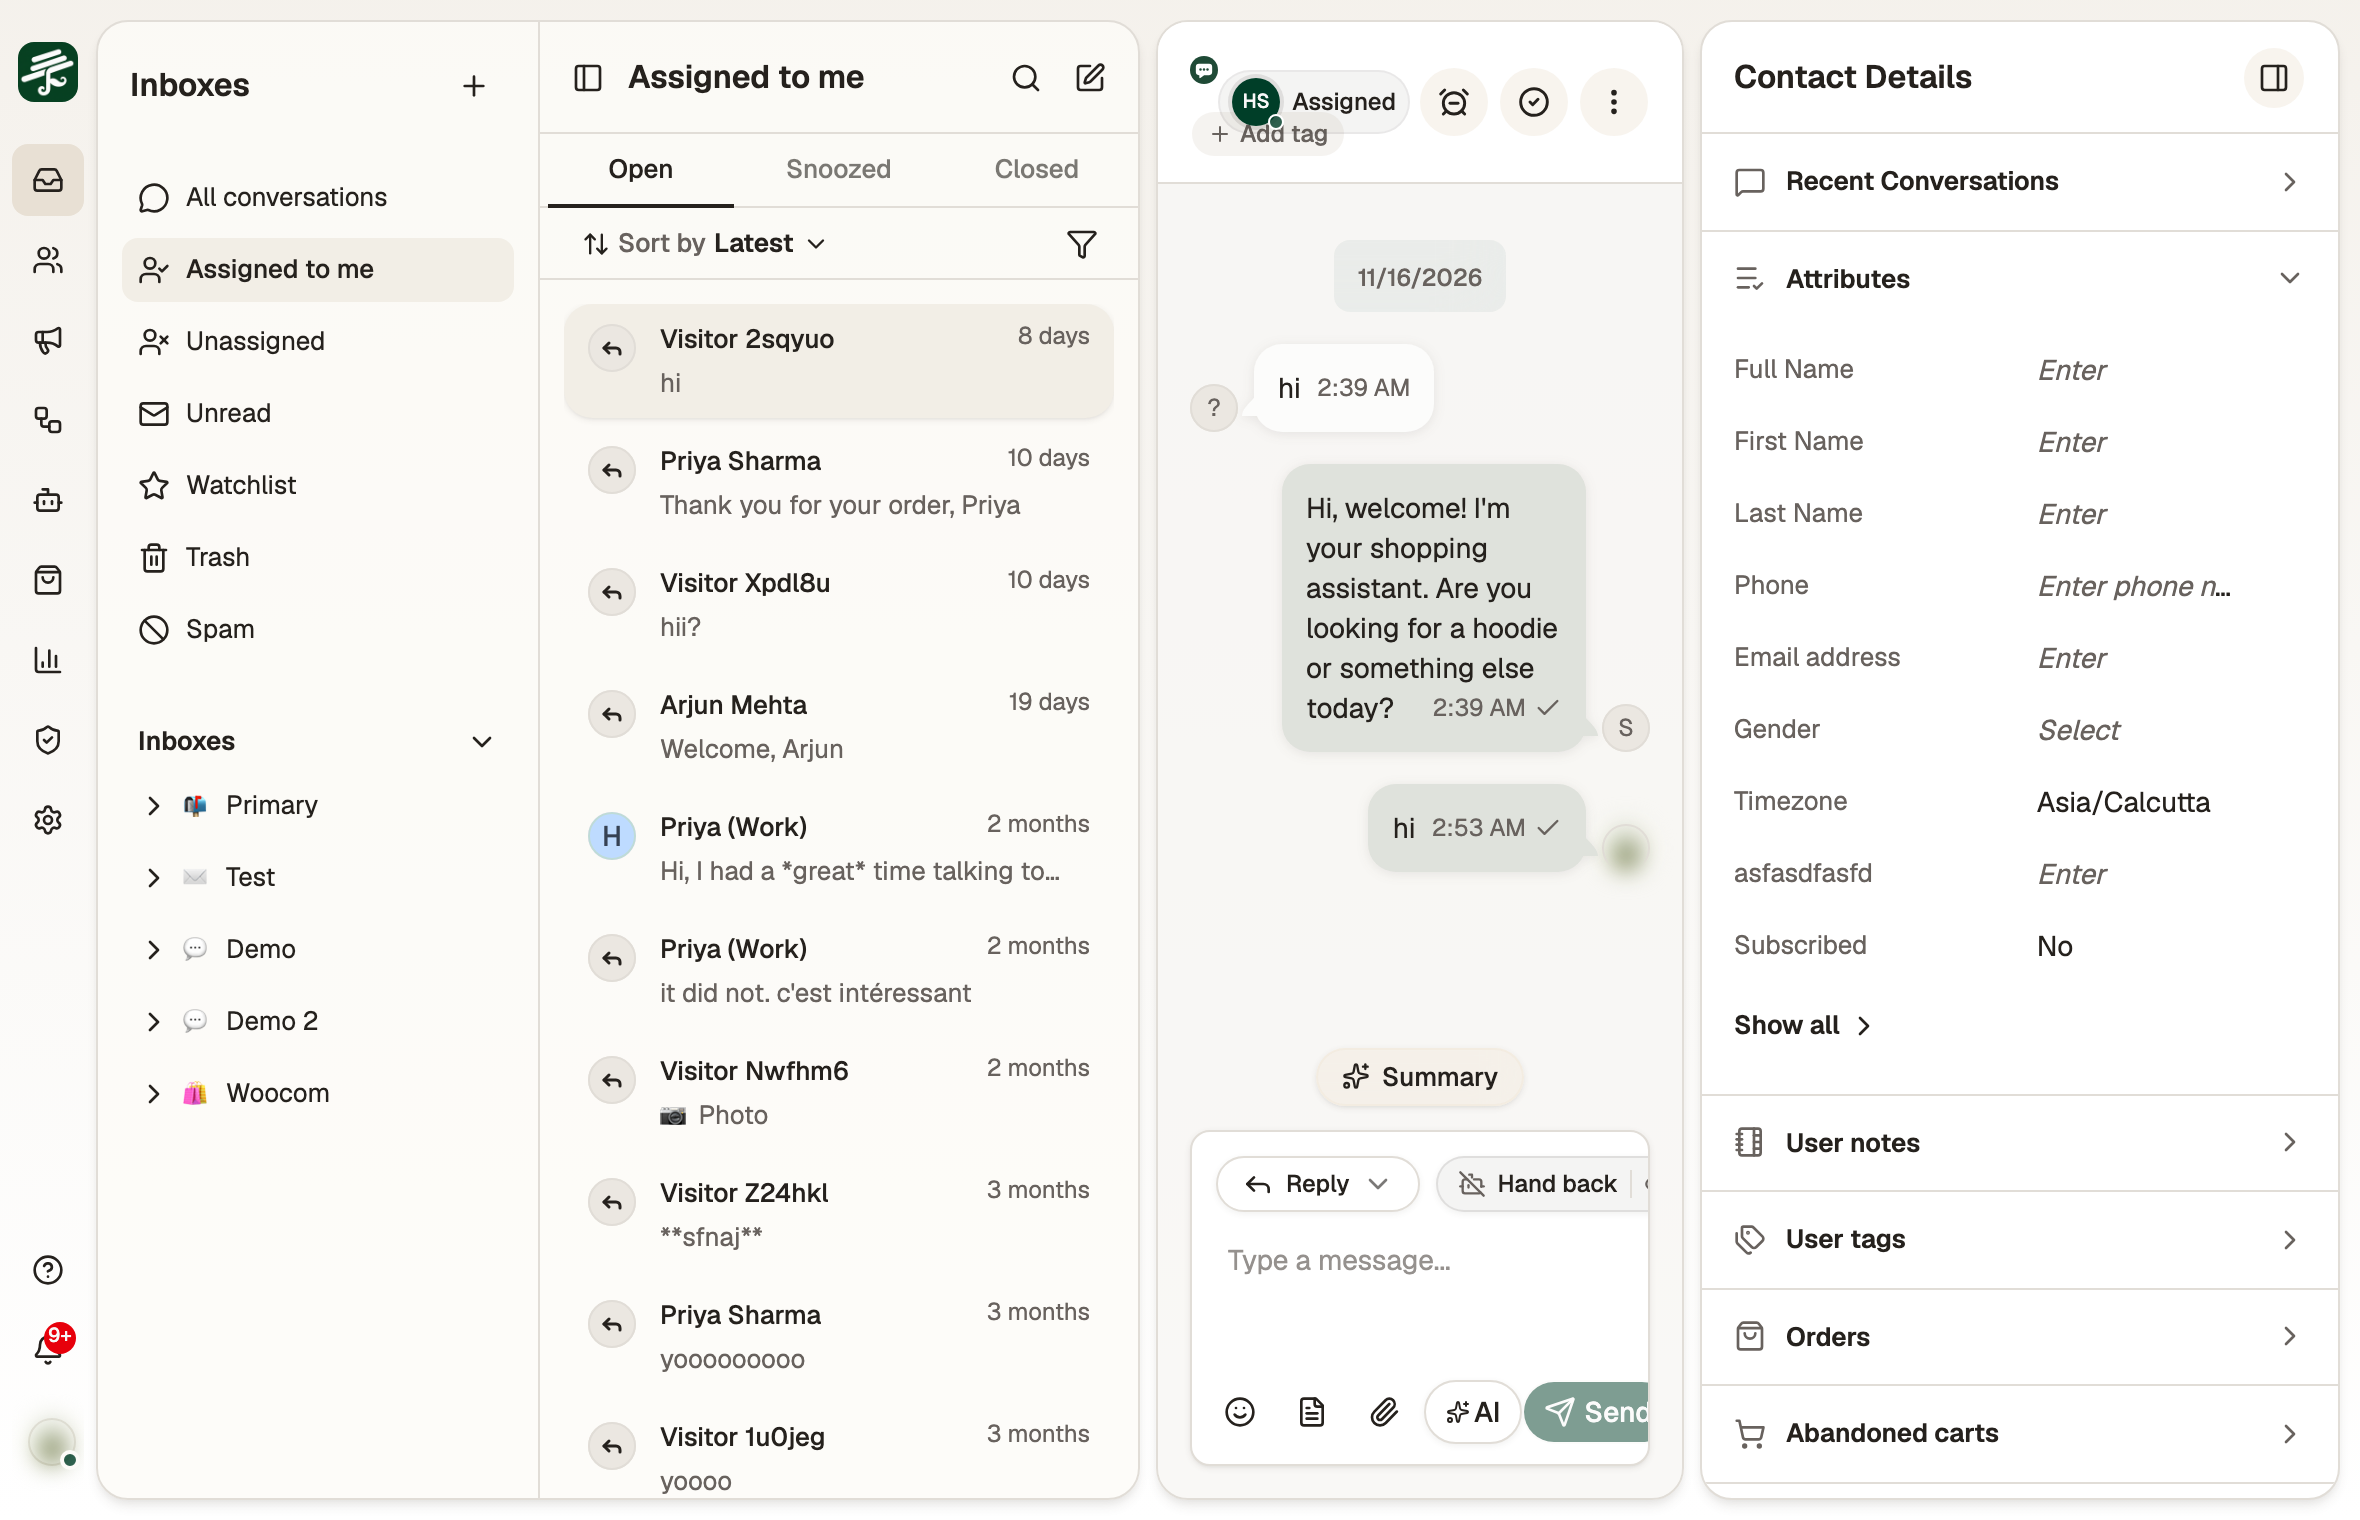 Inboxes
All conversations
Assigned to me
Unassigned
Unread
Watchlist
Trash
Spam
Inboxes
Primary
Test
Demo
Demo 2
Woocom
9+
Assigned to me
Open
Snoozed
Closed
Sort by Latest
Visitor 2sqyuo 8 days
hi
Priya Sharma 10 days
Thank you for your order, Priya
Visitor Xpdl8u 10 days
hii?
Arjun Mehta 19 days
Welcome, Arjun
H Priya (Work) 2 months
Hi, I had a *great* time talking to...
Priya (Work) 2 months
it did not. c'est intéressant
Visitor Nwfhm6 2 months
Photo
Visitor Z24hkl 3 months
**sfnaj**
Priya Sharma 3 months
yooooooooo
Visitor 1u0jeg 3 months
yoooo
HS Assigned
+ Add tag
11/16/2026
? hi 2:39 AM
Hi, welcome! I'm
your shopping
assistant. Are you
looking for a hoodie
or something else
today? 2:39 AM
S
hi 2:53 AM
Summary
Reply
Hand back
Type a message...
AI
Send
Contact Details
Recent Conversations
Attributes
Full Name Enter
First Name Enter
Last Name Enter
Phone Enter phone n...
Email address Enter
Gender Select
Timezone Asia/Calcutta
asfasdfasfd Enter
Subscribed No
Show all
User notes
User tags
Orders
Abandoned carts